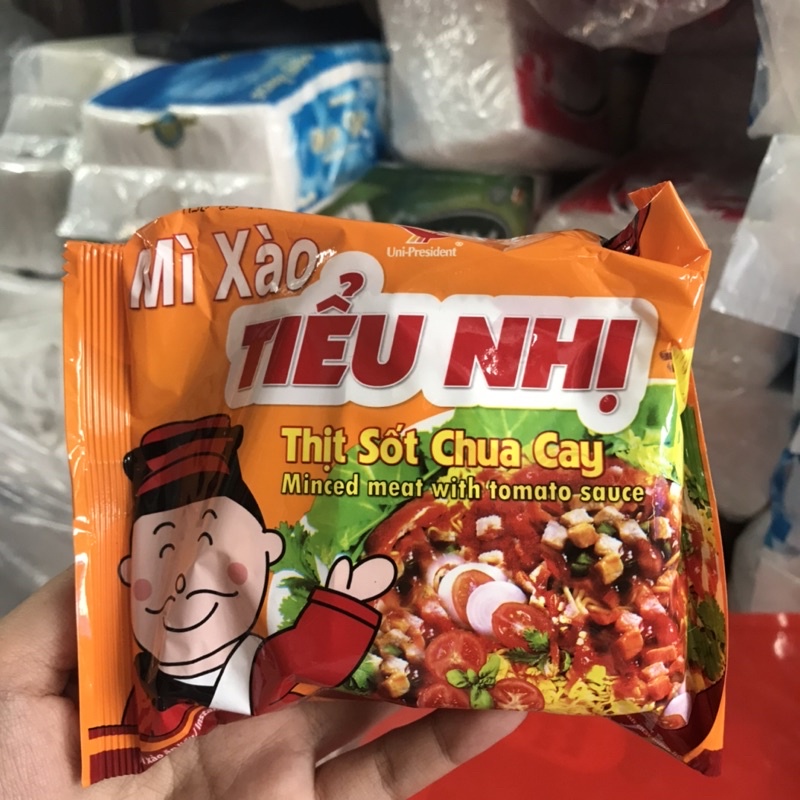 Uni-President®
Mì Xào
TIỂU NHỊ
Thịt Sốt Chua Cay
Minced meat with tomato sauce